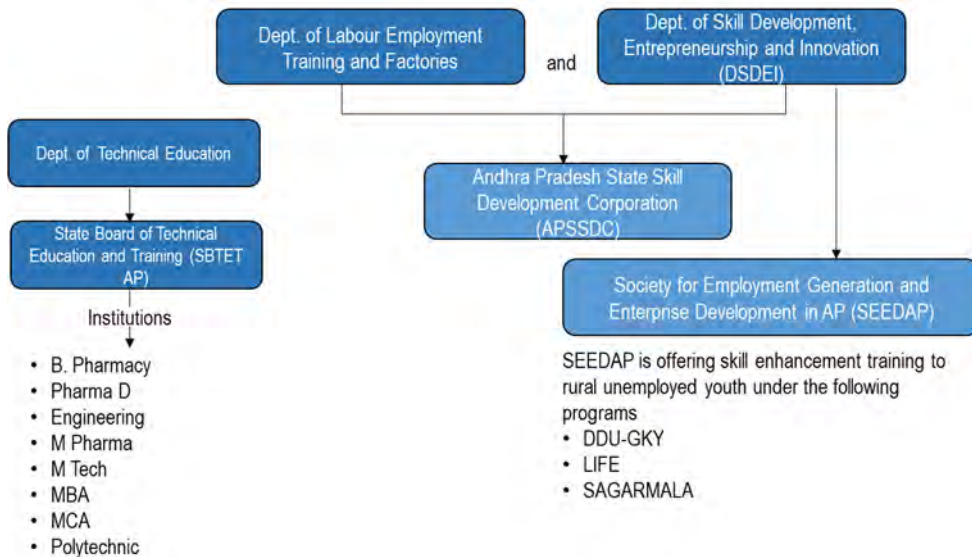 Dept. of Labour Employment
Training and Factories
and
Dept. of Skill Development,
Entrepreneurship and Innovation
(DSDEI)
Dept. of Technical Education
State Board of Technical
Education and Training (SBTET
AP)
Institutions
• B. Pharmacy
• Pharma D
• Engineering
• M Pharma
• M Tech
• MBA
• MCA
• Polytechnic
Andhra Pradesh State Skill
Development Corporation
(APSSDC)
Society for Employment Generation and
Enterprise Development in AP (SEEDAP)
SEEDAP is offering skill enhancement training to
rural unemployed youth under the following
programs
• DDU-GKY
• LIFE
• SAGARMALA